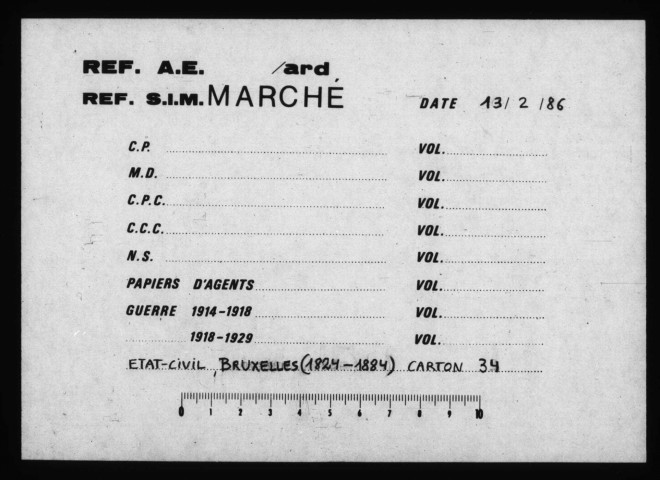 REF. A.E. /ard
REF. S.I.M. MARCHÉ DATE 13/2/86
C.P. VOL.
M.D. VOL.
C.P.C. VOL.
C.C.C. VOL.
N.S. VOL.
PAPIERS D'AGENTS VOL.
GUERRE 1914-1918 VOL.
1918-1929 VOL.
ETAT-CIVIL, BRUXELLES (1824-1884) CARTON 34
0 1 2 3 4 5 6 7 8 9 10